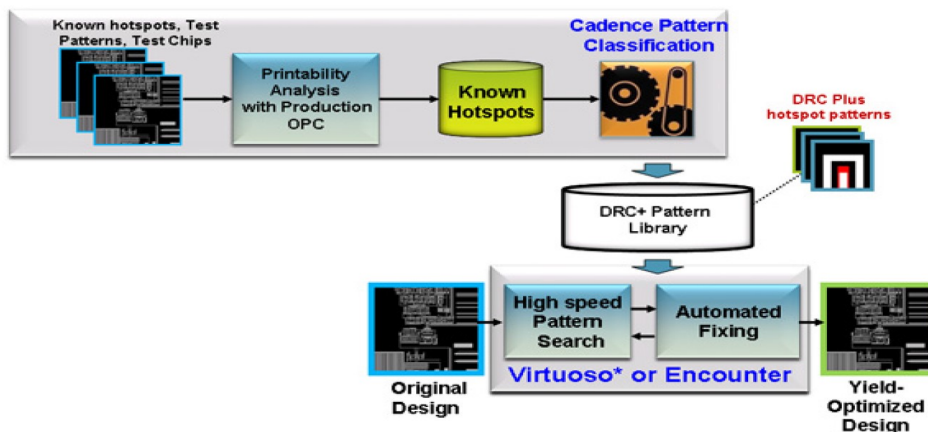 Known hotspots, Test
Patterns, Test Chips
Printability
Analysis
with Production
OPC
Known
Hotspots
Cadence Pattern
Classification
DRC Plus
hotspot patterns
DRC+ Pattern
Library
Original
Design
High speed
Pattern
Search
Automated
Fixing
Virtuoso* or Encounter
Yield-
Optimized
Design